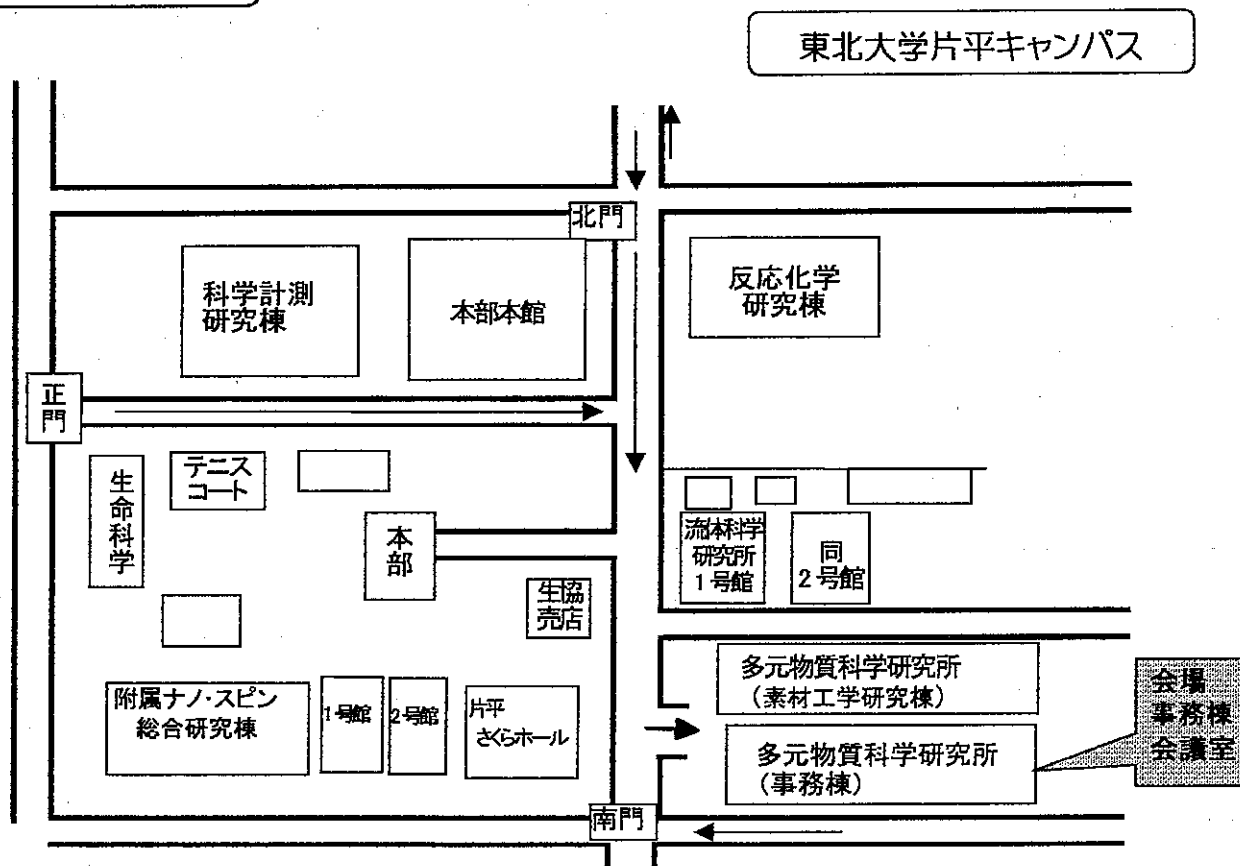 東北大学片平キャンパス
北門
科学計測
研究棟
本部本館
反応化学
研究棟
正
門
生
命
科
学
テニス
コート
本
部
流体科学
研究所
1号館
同
2号館
生協
売店
多元物質科学研究所
（素材工学研究棟）
会場
事務棟
会議室
附属ナノ・スピン
総合研究棟
1号館
2号館
片平
さくらホール
多元物質科学研究所
（事務棟）
南門